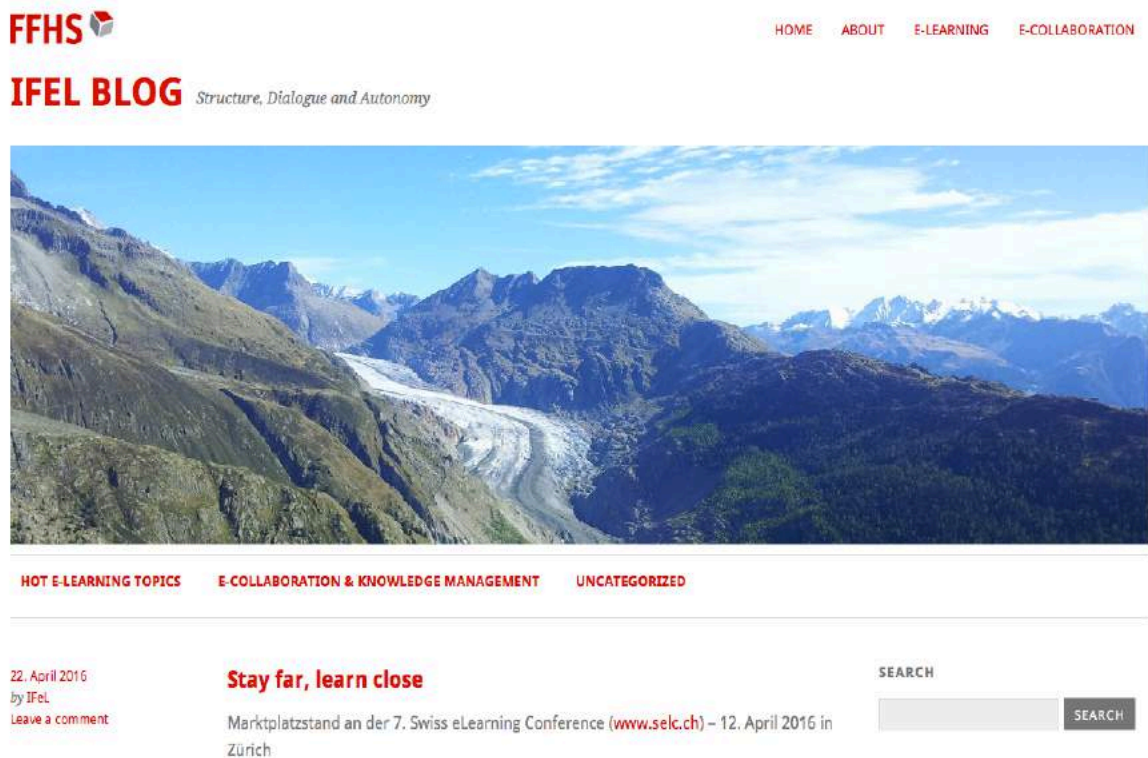 FFHS
HOME ABOUT E-LEARNING E-COLLABORATION
IFEL BLOG Structure, Dialogue and Autonomy
HOT E-LEARNING TOPICS E-COLLABORATION & KNOWLEDGE MANAGEMENT UNCATEGORIZED
22. April 2016
by IFeL
Leave a comment
Stay far, learn close
Marktplatzstand an der 7. Swiss eLearning Conference (www.selc.ch) – 12. April 2016 in
Zürich
SEARCH
SEARCH